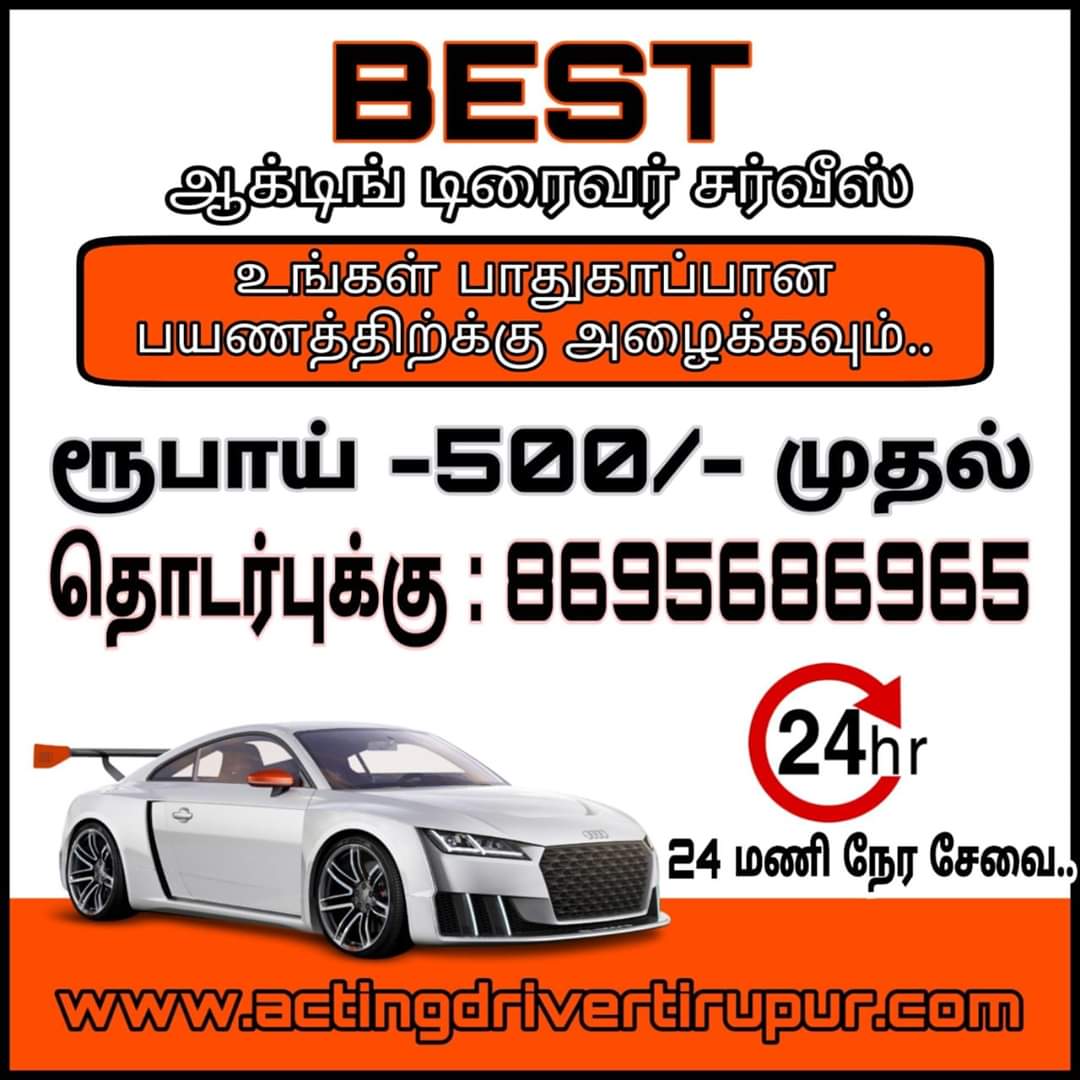 BEST
ஆக்டிங் டிரைவர் சர்வீஸ்
உங்கள் பாதுகாப்பான
பயணத்திற்க்கு அழைக்கவும்..
ரூபாய் -500/- முதல்
தொடர்புக்கு : 8695686965
24hr
24 மணி நேர சேவை..
www.actingdrivertirupur.com